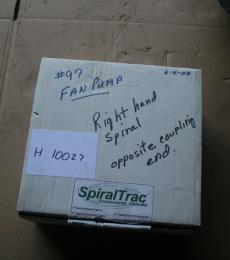 #97 6-4-08
FAN PUMP
Right hand
Spiral
opposite coupling
end.
H 10027
SpiralTrac